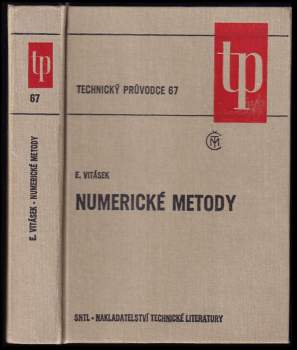 tp
67
E. VITÁSEK - NUMERICKÉ METODY
tp
TECHNICKÝ PRŮVODCE 67
E. VITÁSEK
NUMERICKÉ METODY
SNTL - NAKLADATELSTVÍ TECHNICKÉ LITERATURY